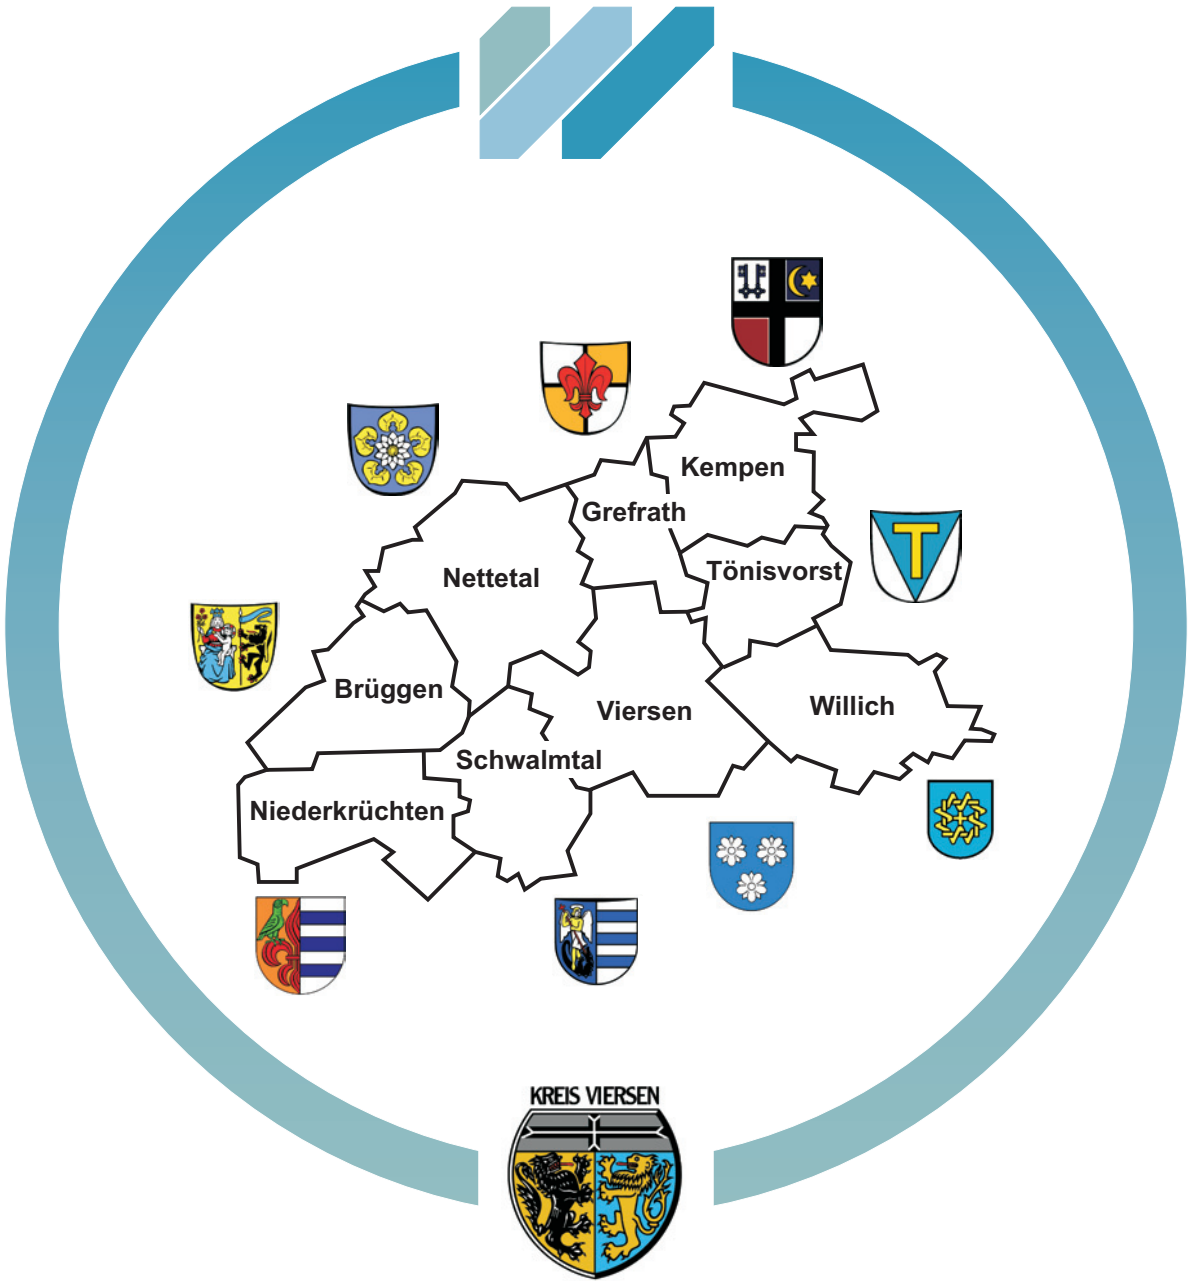 Kempen
Grefrath
Nettetal
Tönisvorst
T
Brüggen
Viersen
Willich
Schwalmtal
Niederkrüchten
KREIS VIERSEN